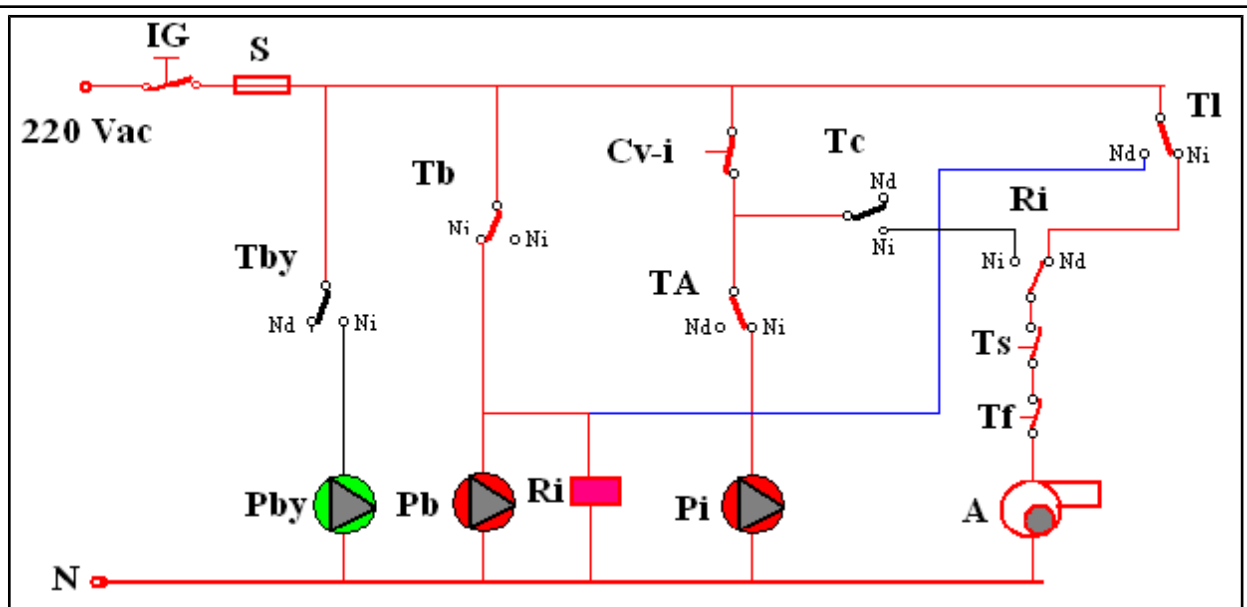 IG
S
220 Vac
Tl
Cv-i
Tc
Nd
Ni
Tb
Nd
Ni
Ri
Ni
Ni
Tby
TA
Ni
Nd
Nd
Ni
Nd
Ni
Ts
Tf
Pby
Pb
Ri
Pi
A
N